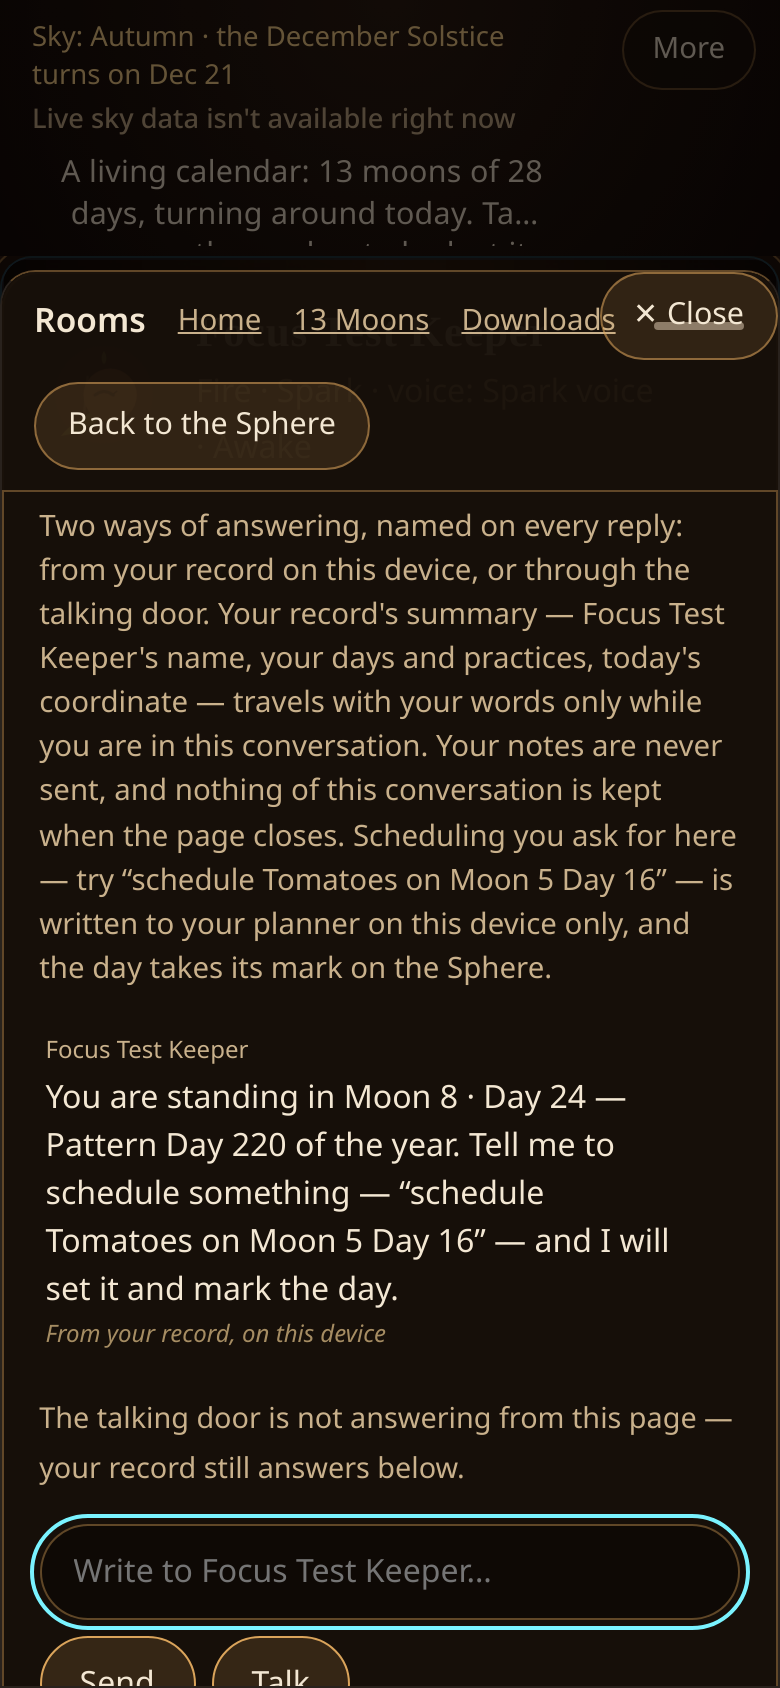 Sky: Autumn · the December Solstice
turns on Dec 21
More
Live sky data isn't available right now
A living calendar: 13 moons of 28
days, turning around today. Ta...
Rooms Home 13 Moons Downloads
✕ Close
Focus Test Keeper
Fire · Spark · voice: Spark voice
· Awake
Back to the Sphere
Two ways of answering, named on every reply:
from your record on this device, or through the
talking door. Your record's summary — Focus Test
Keeper's name, your days and practices, today's
coordinate — travels with your words only while
you are in this conversation. Your notes are never
sent, and nothing of this conversation is kept
when the page closes. Scheduling you ask for here
— try “schedule Tomatoes on Moon 5 Day 16” — is
written to your planner on this device only, and
the day takes its mark on the Sphere.
Focus Test Keeper
You are standing in Moon 8 · Day 24 —
Pattern Day 220 of the year. Tell me to
schedule something — “schedule
Tomatoes on Moon 5 Day 16” — and I will
set it and mark the day.
From your record, on this device
The talking door is not answering from this page —
your record still answers below.
Write to Focus Test Keeper...
Send Talk